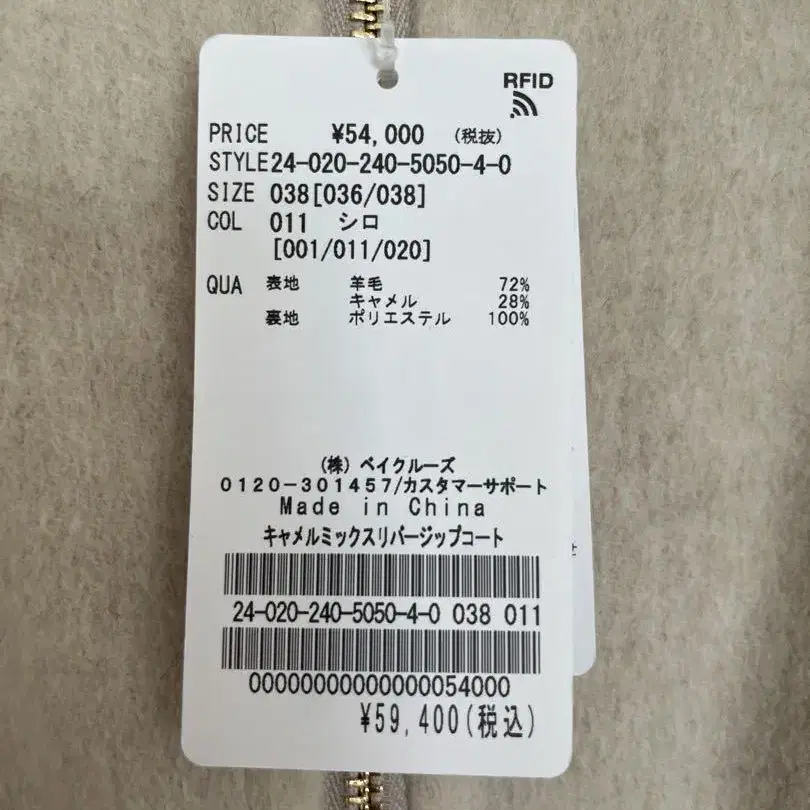 RFID
PRICE ¥54,000 (税抜)
STYLE24-020-240-5050-4-0
SIZE 038[036/038]
COL 011 シロ
[001/011/020]
QUA 表地 羊毛 72%
キャメル 28%
裏地 ポリエステル 100%
(株)ベイクルーズ
0120-301457/カスタマーサポート
Made in China
キャメルミックスリバージップコート
24-020-240-5050-4-0 038 011
00000000000000054000
¥59,400(税込)
せ